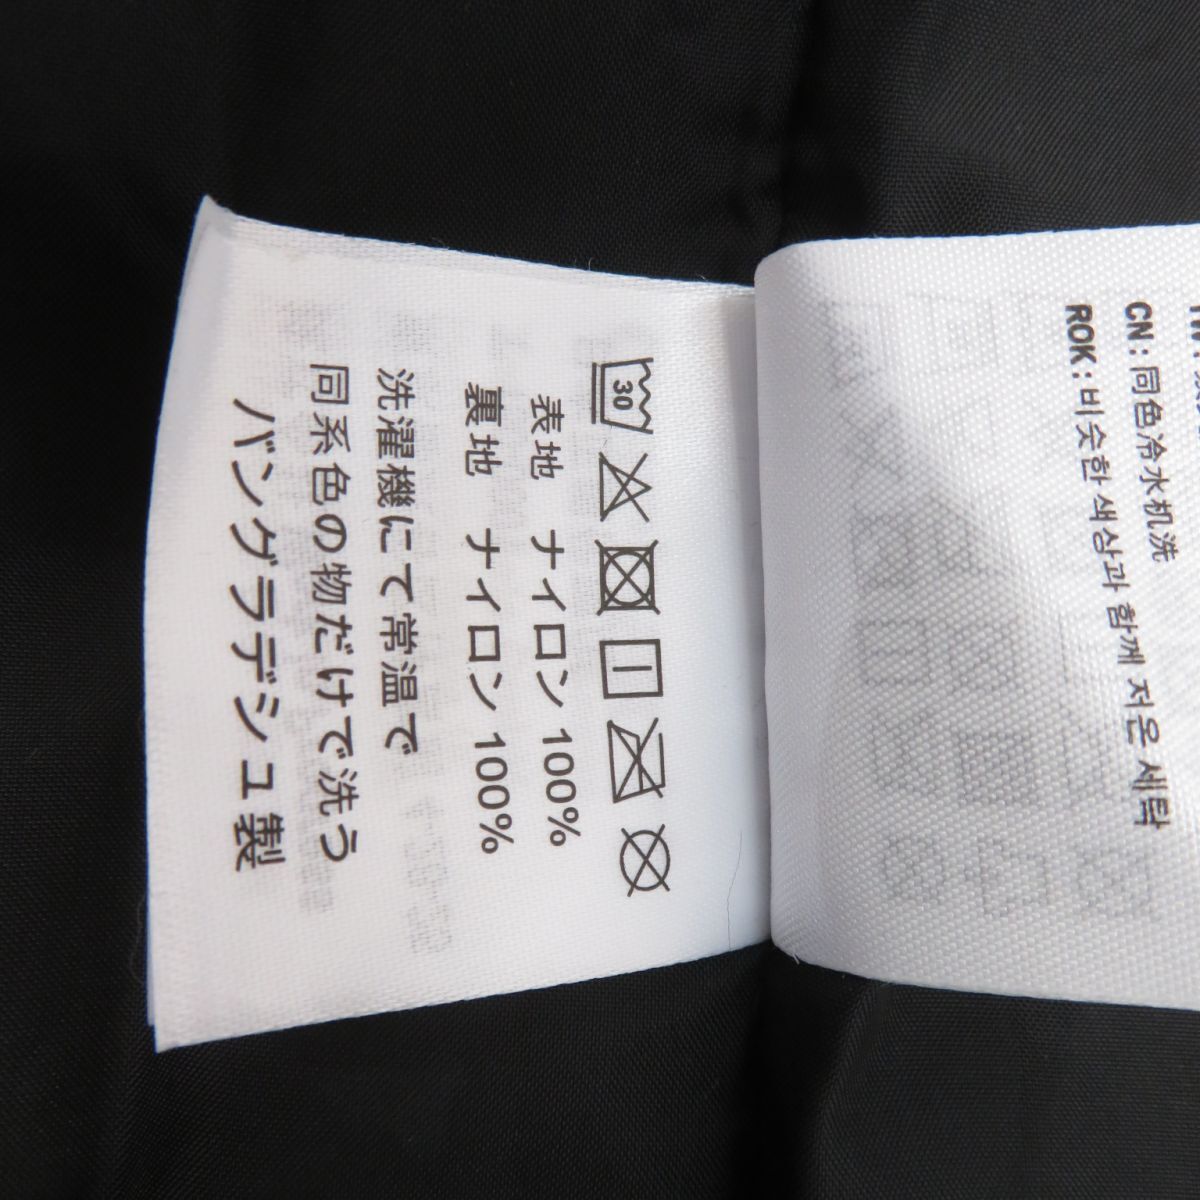 30
表地 ナイロン 100%
裏地 ナイロン 100%
洗濯機にて常温で
同系色の物だけで洗う
バングラデシュ製
CN:同色冷水机洗
ROK:비슷한 색상과 함께 저온 세탁